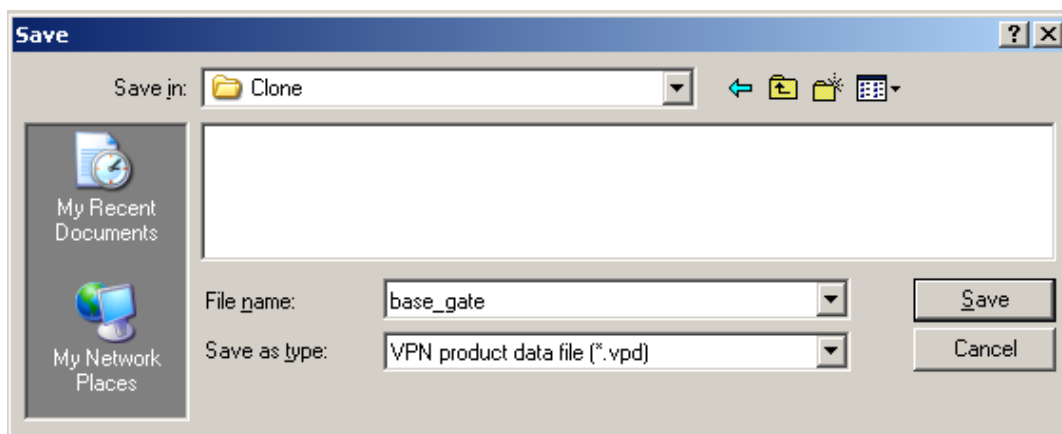 Save
Save in: Clone
My Recent
Documents
My Network
Places
File name: base_gate
Save
Save as type: VPN product data file (*.vpd)
Cancel